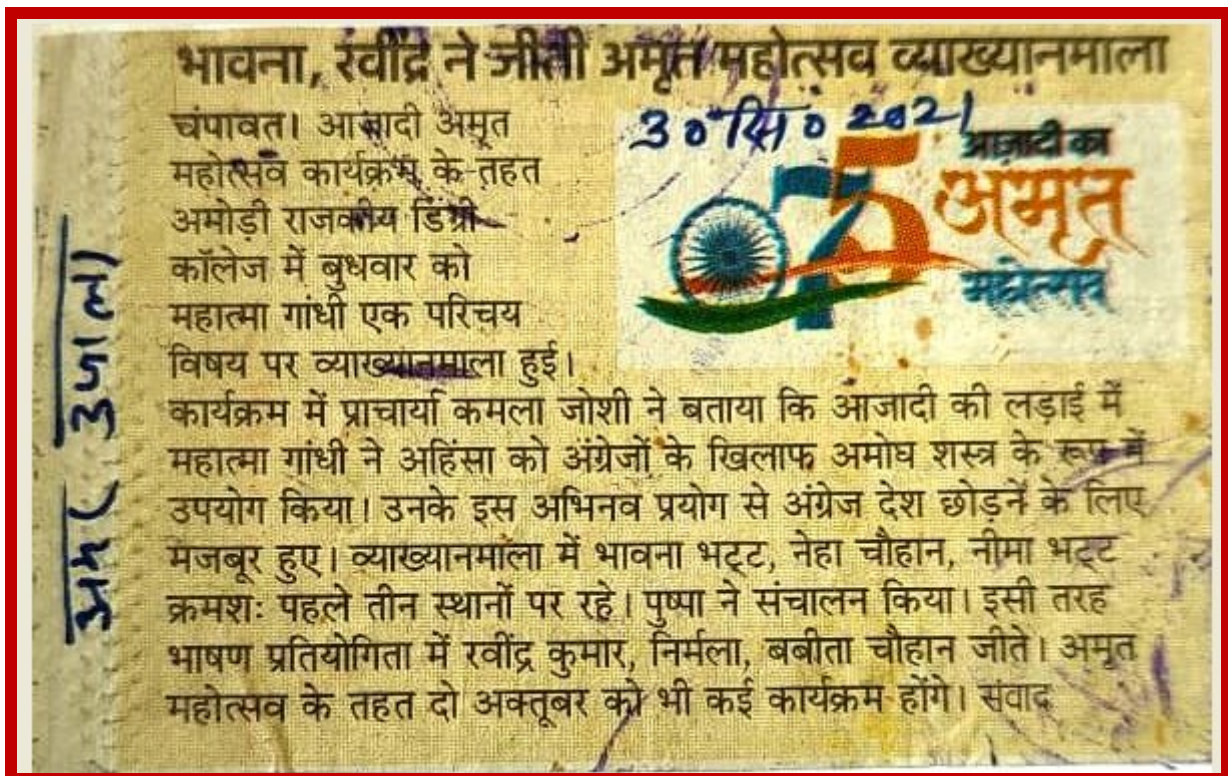 भावना, रवींद्र ने जीती अमृत महोत्सव व्याख्यानमाला
30 सित० 2021
चंपावत। आजादी अमृत
महोत्सव कार्यक्रम के तहत
अमोड़ी राजकीय डिग्री
कॉलेज में बुधवार को
महात्मा गांधी एक परिचय
विषय पर व्याख्यानमाला हुई।
75
आज़ादी का
अमृत
महोत्सव
कार्यक्रम में प्राचार्या कमला जोशी ने बताया कि आजादी की लड़ाई में
महात्मा गांधी ने अहिंसा को अंग्रेजों के खिलाफ अमोघ शस्त्र के रूप में
उपयोग किया। उनके इस अभिनव प्रयोग से अंग्रेज देश छोड़ने के लिए
मजबूर हुए। व्याख्यानमाला में भावना भट्ट, नेहा चौहान, नीमा भट्ट
क्रमशः पहले तीन स्थानों पर रहे। पुष्पा ने संचालन किया। इसी तरह
भाषण प्रतियोगिता में रवींद्र कुमार, निर्मला, बबीता चौहान जीते। अमृत
महोत्सव के तहत दो अक्तूबर को भी कई कार्यक्रम होंगे। संवाद
अमर उजाला